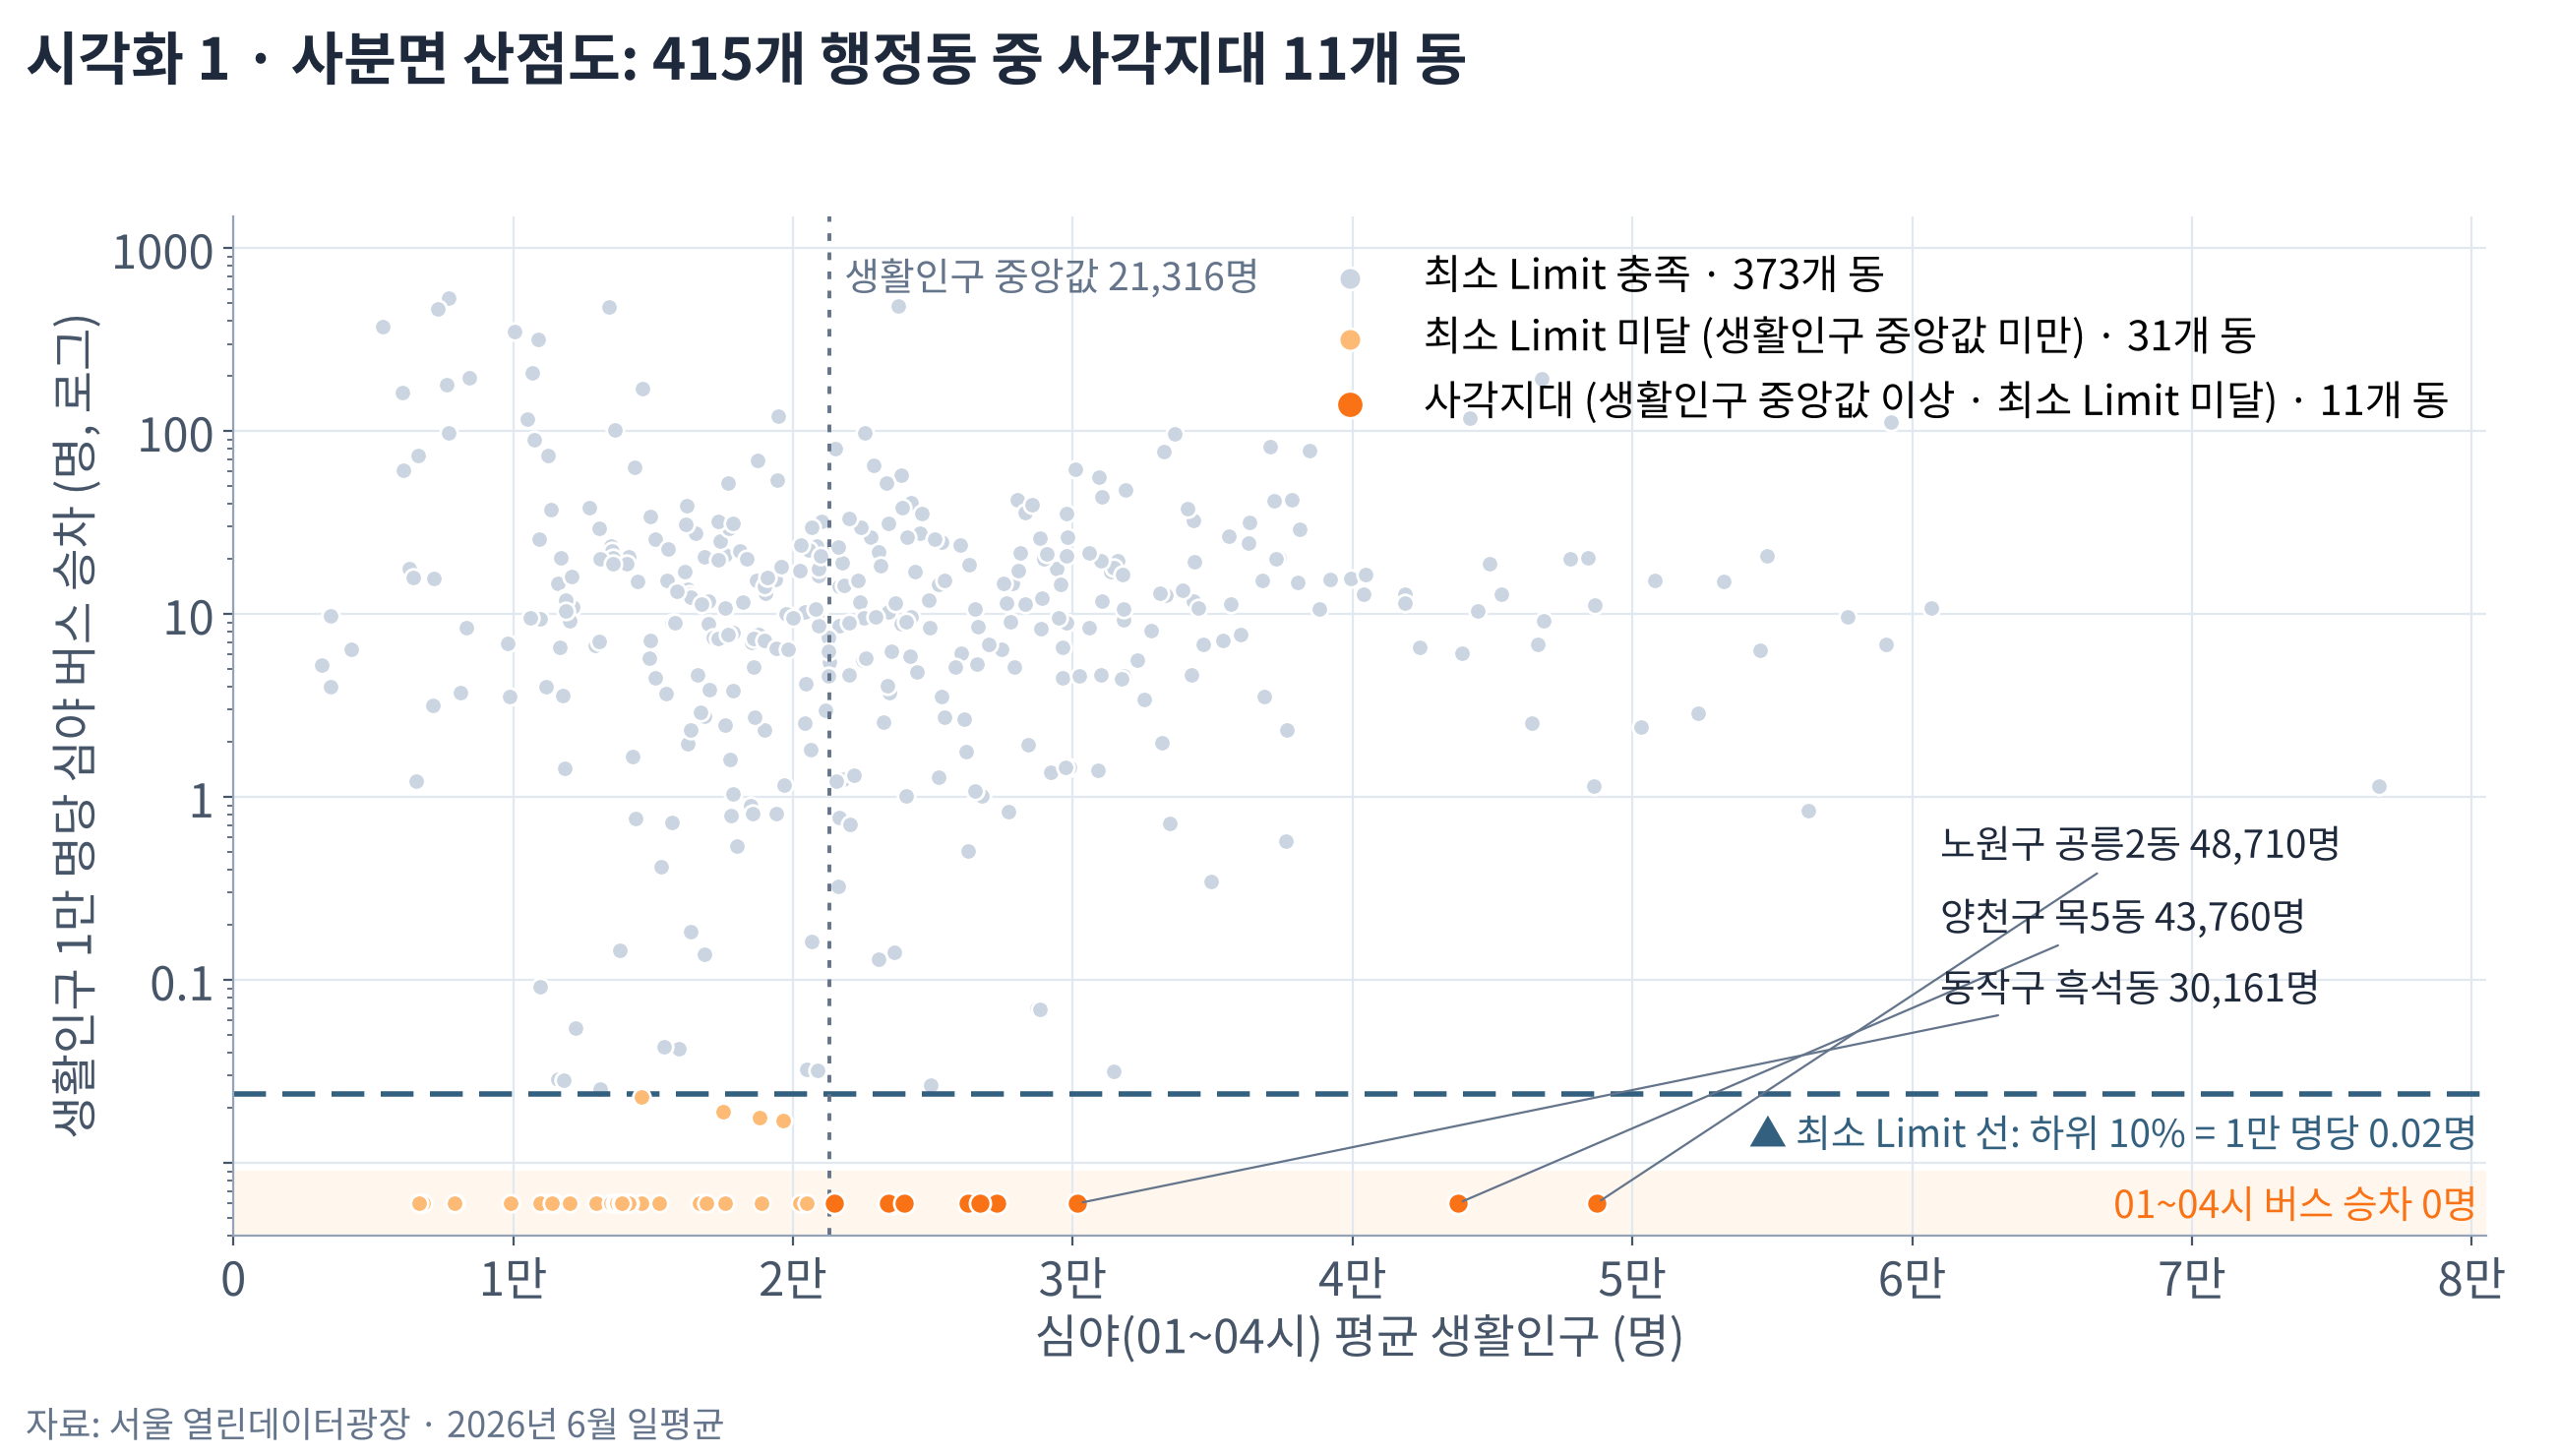 시각화 1 · 사분면 산점도: 415개 행정동 중 사각지대 11개 동
생활인구 1만 명당 심야 버스 승차 (명, 로그)
1000
100
10
1
0.1
생활인구 중앙값 21,316명
최소 Limit 충족 · 373개 동
최소 Limit 미달 (생활인구 중앙값 미만) · 31개 동
사각지대 (생활인구 중앙값 이상 · 최소 Limit 미달) · 11개 동
노원구 공릉2동 48,710명
양천구 목5동 43,760명
동작구 흑석동 30,161명
▲ 최소 Limit 선: 하위 10% = 1만 명당 0.02명
01~04시 버스 승차 0명
0 1만 2만 3만 4만 5만 6만 7만 8만
심야(01~04시) 평균 생활인구 (명)
자료: 서울 열린데이터광장 · 2026년 6월 일평균